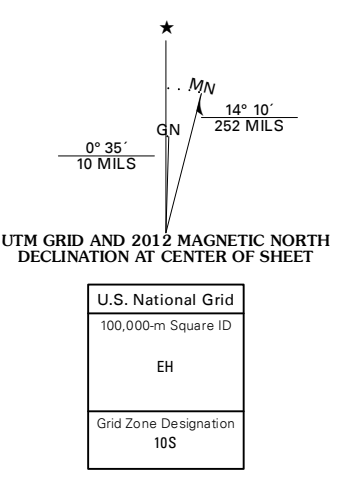 ★
MN
14° 10´
252 MILS
GN
0° 35´
10 MILS
UTM GRID AND 2012 MAGNETIC NORTH
DECLINATION AT CENTER OF SHEET
U.S. National Grid
100,000-m Square ID
EH
Grid Zone Designation
10S